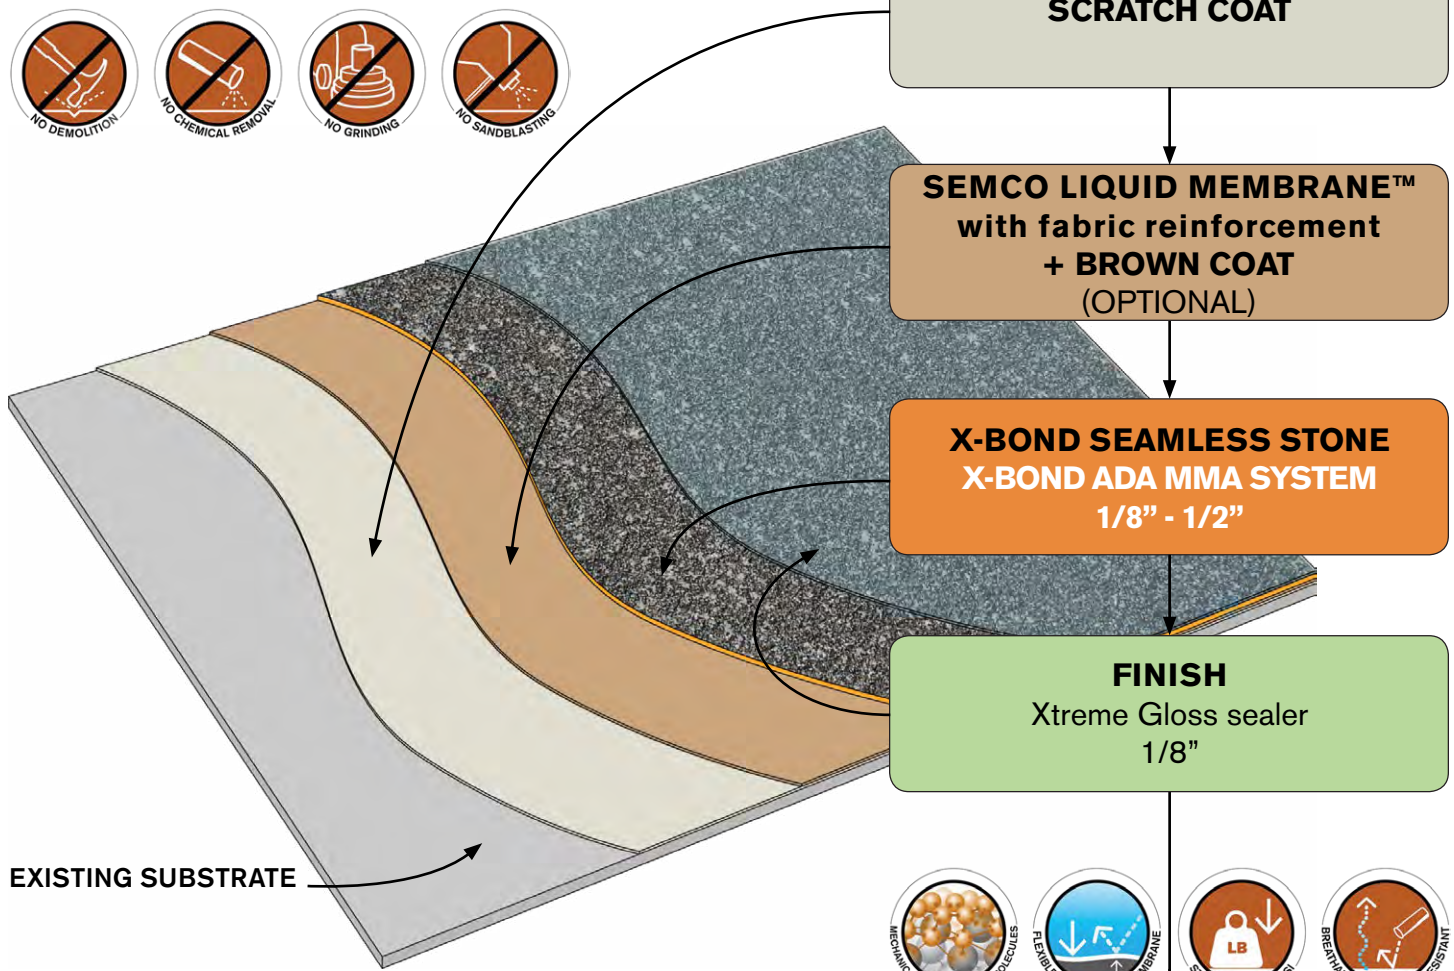 SCRATCH COAT
NO DEMOLITION
NO CHEMICAL REMOVAL
NO GRINDING
NO SANDBLASTING
SEMCO LIQUID MEMBRANE™
with fabric reinforcement
+ BROWN COAT
(OPTIONAL)
X-BOND SEAMLESS STONE
X-BOND ADA MMA SYSTEM
1/8” - 1/2”
FINISH
Xtreme Gloss sealer
1/8”
EXISTING SUBSTRATE
FLEXIBLE
LB